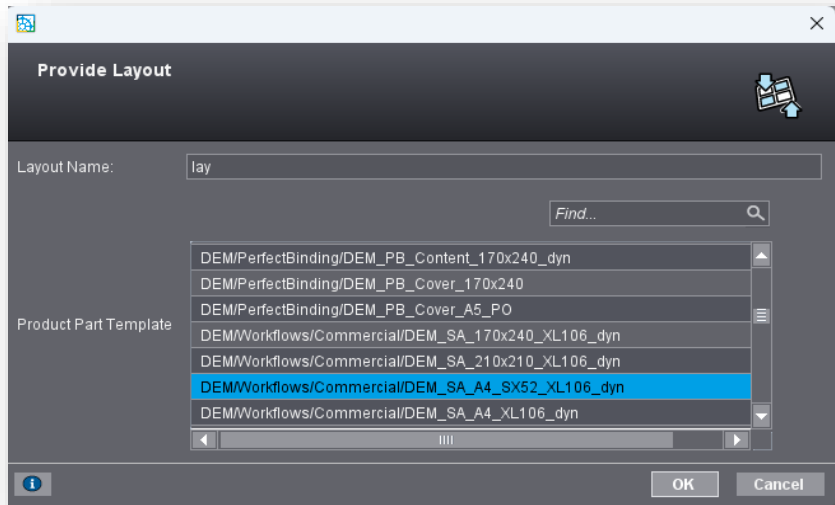 Provide Layout
Layout Name:
lay
Find...
DEM/PerfectBinding/DEM_PB_Content_170x240_dyn
DEM/PerfectBinding/DEM_PB_Cover_170x240
DEM/PerfectBinding/DEM_PB_Cover_A5_PO
Product Part Template
DEM/Workflows/Commercial/DEM_SA_170x240_XL106_dyn
DEM/Workflows/Commercial/DEM_SA_210x210_XL106_dyn
DEM/Workflows/Commercial/DEM_SA_A4_SX52_XL106_dyn
DEM/Workflows/Commercial/DEM_SA_A4_XL106_dyn
OK
Cancel